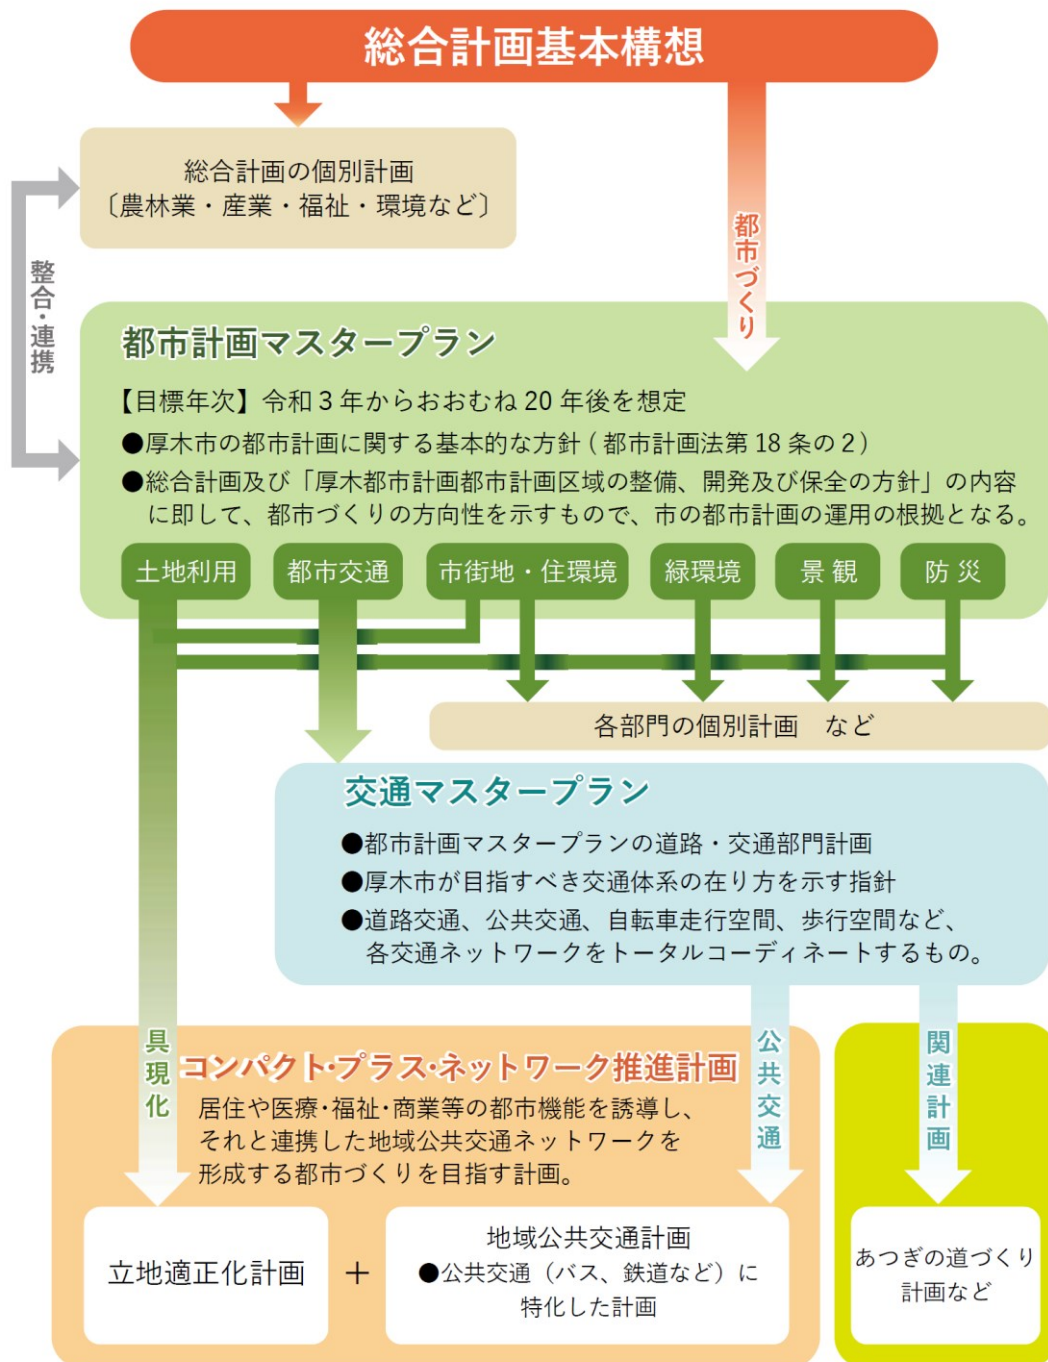 総合計画基本構想
総合計画の個別計画
〔農林業・産業・福祉・環境など〕
整合・連携
都市づくり
都市計画マスタープラン
【目標年次】令和3年からおおむね20年後を想定
●厚木市の都市計画に関する基本的な方針(都市計画法第18条の2)
●総合計画及び「厚木都市計画都市計画区域の整備、開発及び保全の方針」の内容
に即して、都市づくりの方向性を示すもので、市の都市計画の運用の根拠となる。
土地利用
都市交通
市街地・住環境
緑環境
景観
防災
各部門の個別計画 など
交通マスタープラン
●都市計画マスタープランの道路・交通部門計画
●厚木市が目指すべき交通体系の在り方を示す指針
●道路交通、公共交通、自転車走行空間、歩行空間など、
各交通ネットワークをトータルコーディネートするもの。
具現化
公共交通
関連計画
コンパクト・プラス・ネットワーク推進計画
居住や医療・福祉・商業等の都市機能を誘導し、
それと連携した地域公共交通ネットワークを
形成する都市づくりを目指す計画。
立地適正化計画
+
地域公共交通計画
●公共交通（バス、鉄道など）に
特化した計画
あつぎの道づくり
計画など